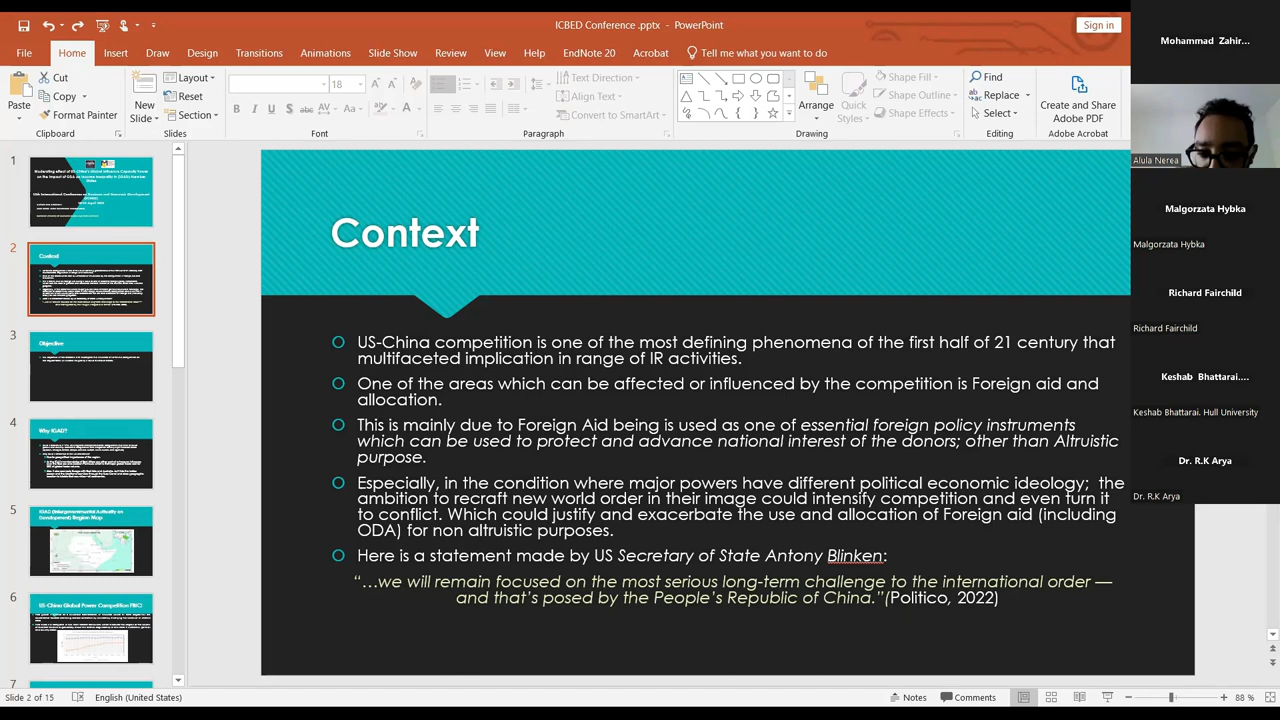 ICBED Conference .pptx - PowerPoint
Sign in
File Home Insert Draw Design Transitions Animations Slide Show Review View Help EndNote 20 Acrobat Tell me what you want to do
Paste
Cut
Copy
Format Painter
Clipboard
New
Slide
Layout
Reset
Section
Slides
18
Font
Text Direction
Align Text
Convert to SmartArt
Paragraph
Arrange
Quick
Styles
Shape Fill
Shape Outline
Shape Effects
Drawing
Find
Replace
Select
Editing
Create and Share
Adobe PDF
Adobe Acrobat
1
2
Context
3
Objective
4
Why IGAD?
5
IGAD (Intergovernmental Authority on
Development) Region Map
6
US-China Global Power Competition
7
Context
US-China competition is one of the most defining phenomena of the first half of 21 century that
multifaceted implication in range of IR activities.
One of the areas which can be affected or influenced by the competition is Foreign aid and
allocation.
This is mainly due to Foreign Aid being is used as one of essential foreign policy instruments
which can be used to protect and advance national interest of the donors; other than Altruistic
purpose.
Especially, in the condition where major powers have different political economic ideology; the
ambition to recraft new world order in their image could intensify competition and even turn it
to conflict. Which could justify and exacerbate the use and allocation of Foreign aid (including
ODA) for non altruistic purposes.
Here is a statement made by US Secretary of State Antony Blinken:
“…we will remain focused on the most serious long-term challenge to the international order —
and that’s posed by the People’s Republic of China.”(Politico, 2022)
Mohammad Zahir...
Alula Nerea
Malgorzata Hybka
Malgorzata Hybka
Richard Fairchild
Richard Fairchild
Keshab Bhattarai....
Keshab Bhattarai. Hull University
Dr. R.K Arya
Dr. R.K Arya
Slide 2 of 15
English (United States)
Notes
Comments
88 %